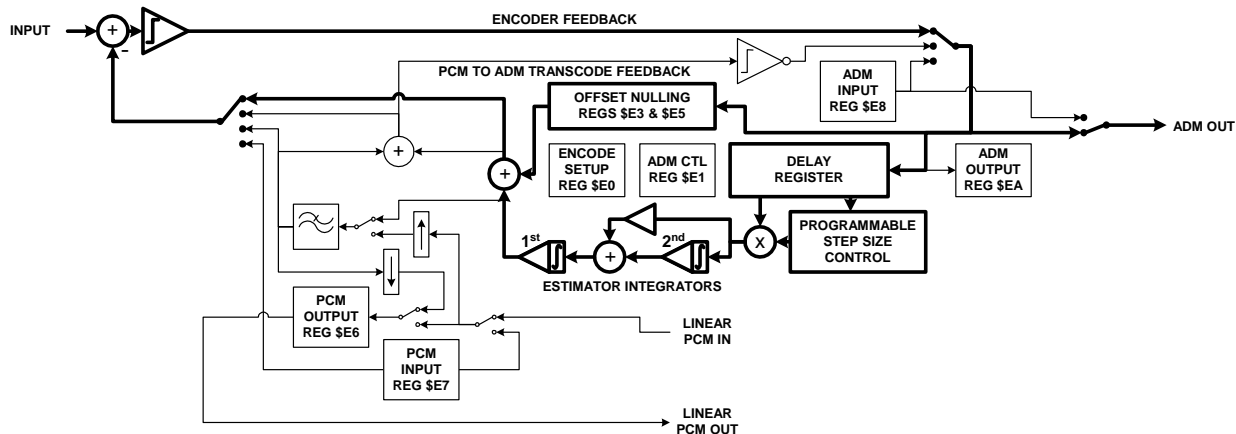 ENCODER FEEDBACK
INPUT
+
−
PCM TO ADM TRANSCODE FEEDBACK
ADM
INPUT
REG $E8
OFFSET NULLING
REGS $E3 & $E5
ADM OUT
+
+
ENCODE
SETUP
REG $E0
ADM CTL
REG $E1
DELAY
REGISTER
ADM
OUTPUT
REG $EA
PROGRAMMABLE
STEP SIZE
CONTROL
1st
∫
+
2nd
∫
X
ESTIMATOR INTEGRATORS
PCM
OUTPUT
REG $E6
LINEAR
PCM IN
PCM
INPUT
REG $E7
LINEAR
PCM OUT